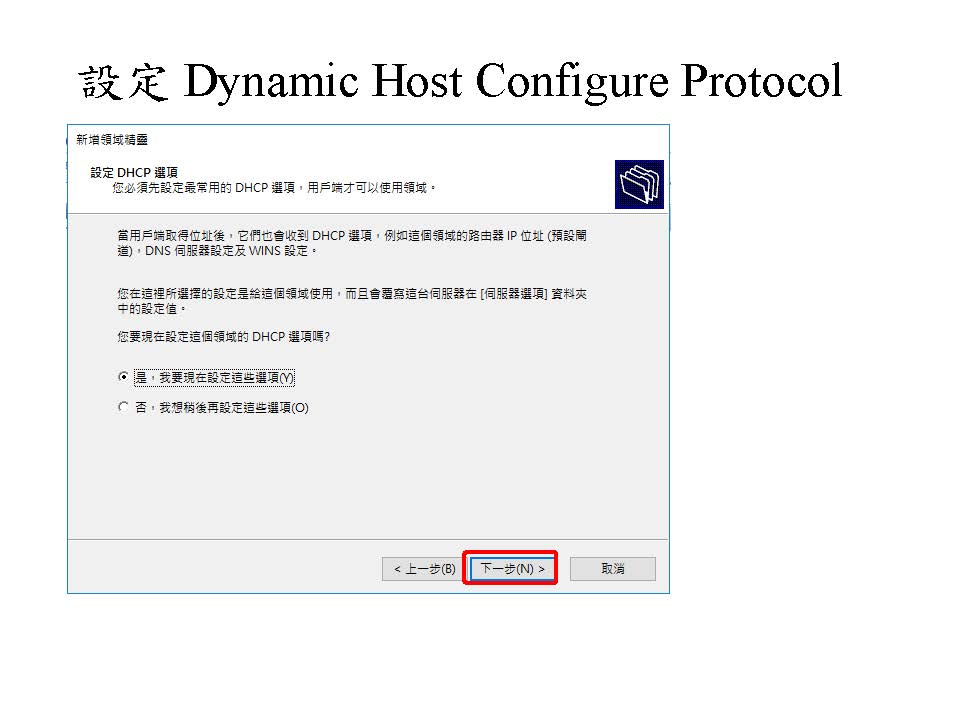 設定 Dynamic Host Configure Protocol
新增領域精靈
設定 DHCP 選項
您必須先設定最常用的 DHCP 選項，用戶端才可以使用領域。
當用戶端取得位址後，它們也會收到 DHCP 選項，例如這個領域的路由器 IP 位址 (預設閘
道)，DNS 伺服器設定及 WINS 設定。
您在這裡所選擇的設定是給這個領域使用，而且會覆寫這台伺服器在 [伺服器選項] 資料夾
中的設定值。
您要現在設定這個領域的 DHCP 選項嗎?
是，我要現在設定這些選項(Y)
否，我想稍後再設定這些選項(O)
< 上一步(B) 下一步(N) > 取消